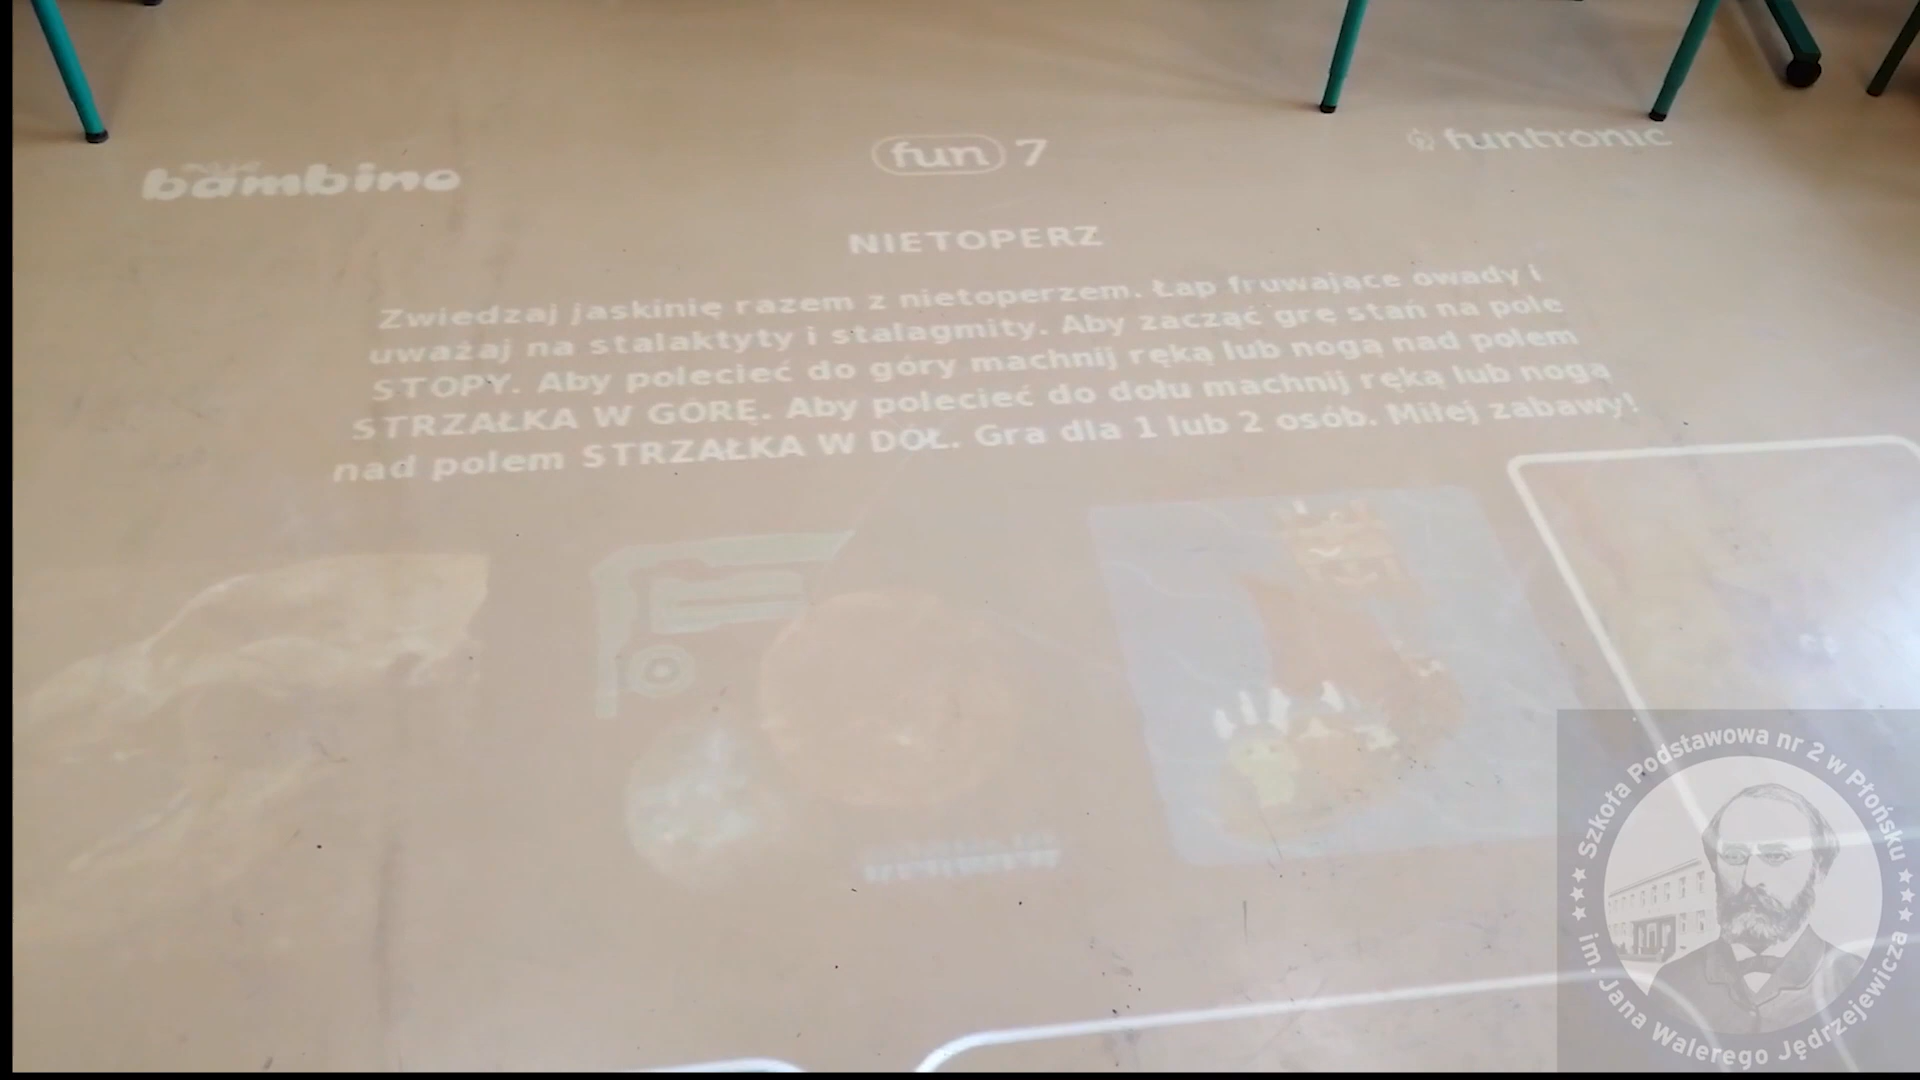 bambino
fun 7
funtronic
NIETOPERZ
Zwiedzaj jaskinię razem z nietoperzem. Łap fruwające owady i
uważaj na stalaktyty i stalagmity. Aby zacząć grę stań na pole
STOPY. Aby polecieć do góry machnij ręką lub nogą nad polem
STRZAŁKA W GÓRĘ. Aby polecieć do dołu machnij ręką lub nogą
nad polem STRZAŁKA W DÓŁ. Gra dla 1 lub 2 osób. Miłej zabawy!
Szkoła Podstawowa nr 2 w Płońsku
im. Jana Walerego Jędrzejewicza